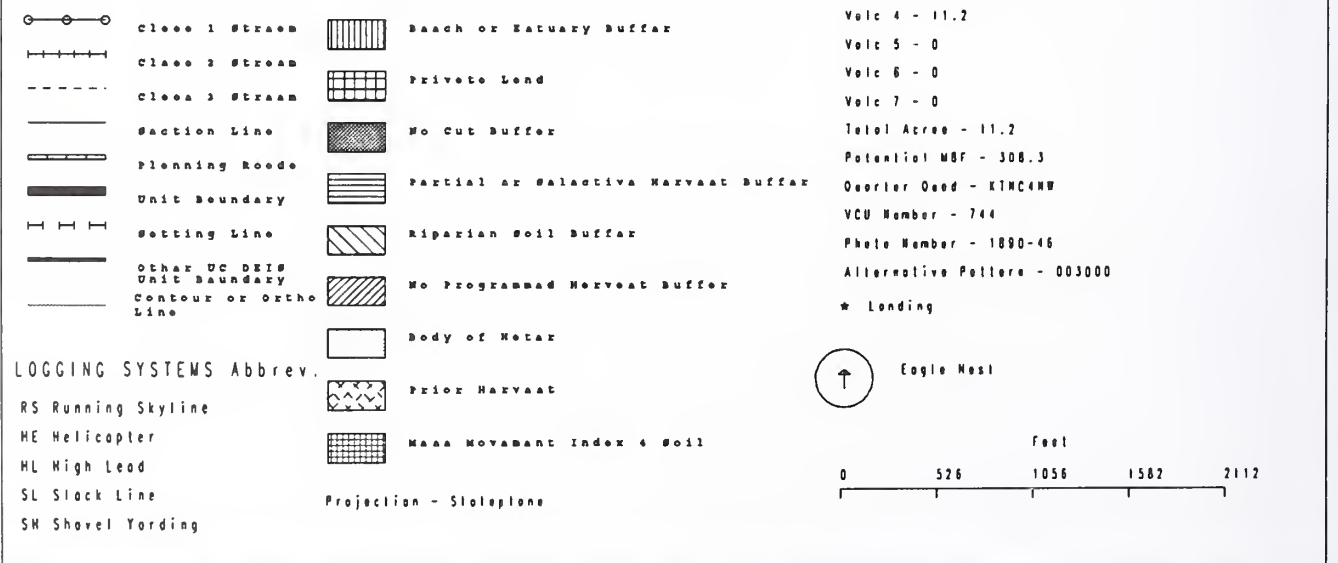 Class 1 Stream
Class 2 Stream
Class 3 Stream
Section Line
Planning Roads
Unit Boundary
Setting Line
Other UC DEIS
Unit Boundary
Contour or Ortho
Line
LOGGING SYSTEMS Abbrev.
RS Running Skyline
HE Helicopter
HL High Lead
SL Slack Line
SH Shovel Yarding
Beach or Estuary Buffer
Private Land
No Cut Buffer
Partial or Selective Harvest Buffer
Riparian Soil Buffer
No Programmed Harvest Buffer
Body of Water
Prior Harvest
Mass Movement Index 4 Soil
Projection - Stateplane
Volc 4 - 11.2
Volc 5 - 0
Volc 6 - 0
Volc 7 - 0
Total Acres - 11.2
Potential MBF - 308.3
Quarter Quad - KTNC4NW
VCU Number - 744
Photo Number - 1890-46
Alternative Pattern - 003000
* Landing
Eagle Nest
Feet
0 526 1056 1582 2112